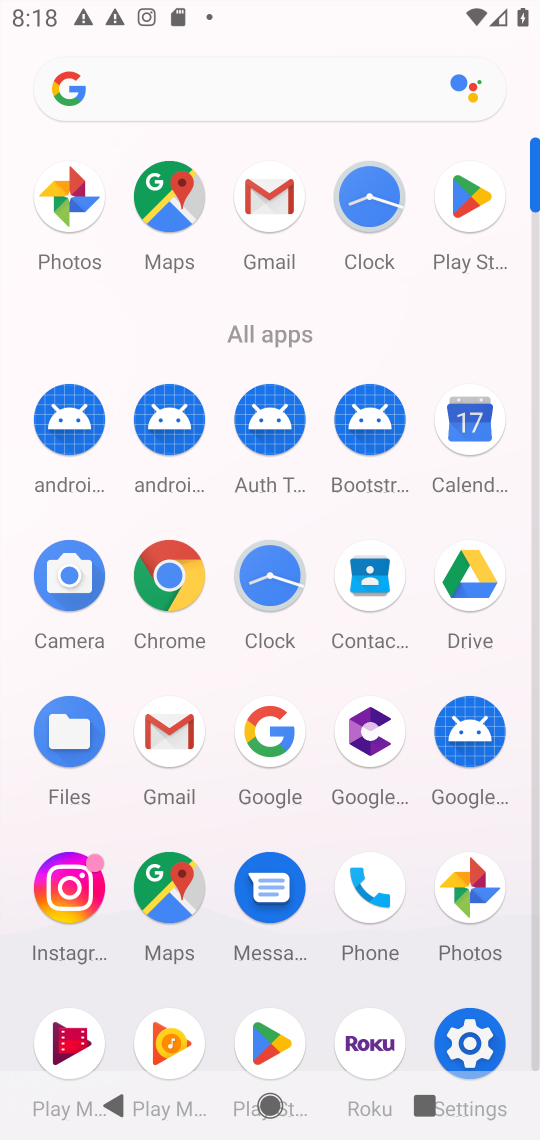 8:18
Photos Maps Gmail Clock Play St...
All apps
androi... androi... Auth T... Bootstr... Calend...
17
Camera Chrome Clock Contac... Drive
Files Gmail Google Google... Google...
Instagr... Maps Messa... Phone Photos
Roku
Play M... Play M... Play St... Roku Settings